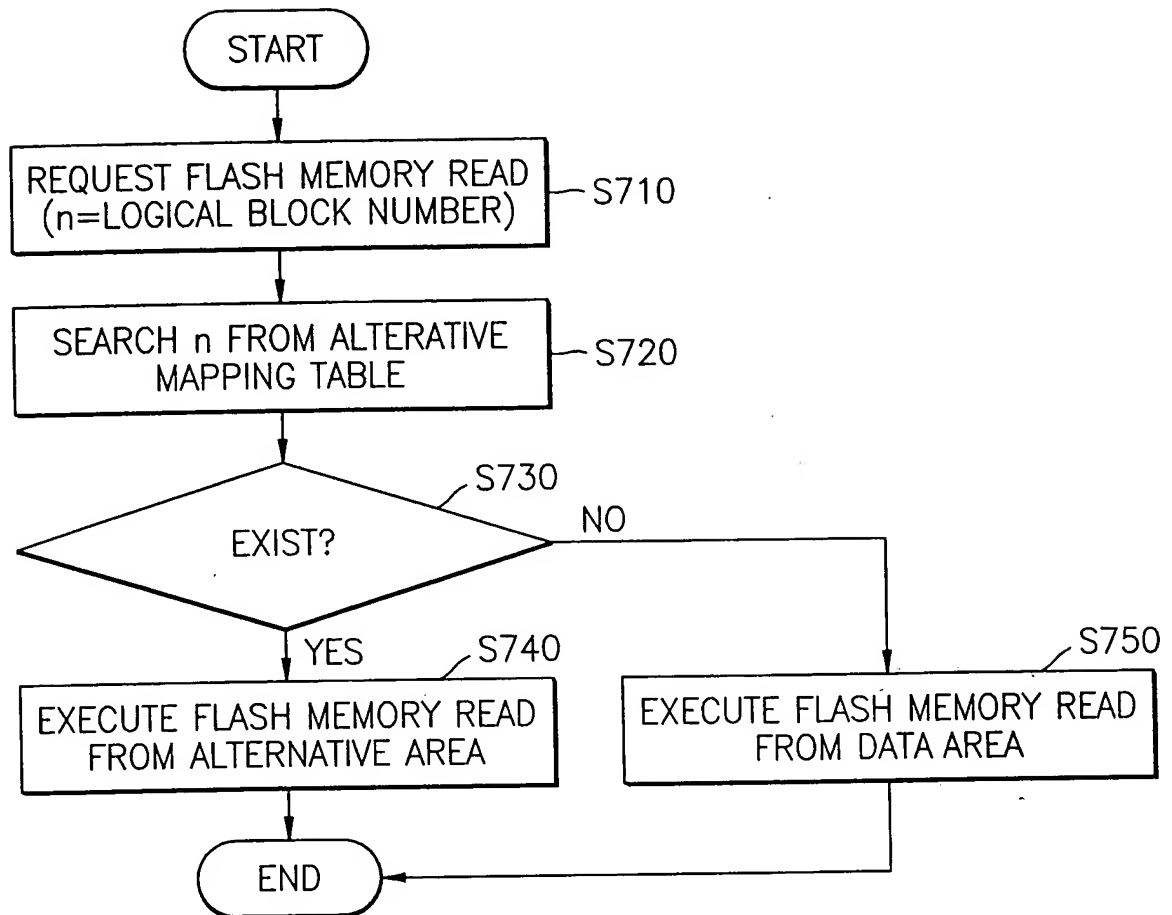 START
REQUEST FLASH MEMORY READ
(n=LOGICAL BLOCK NUMBER)
S710
SEARCH n FROM ALTERATIVE
MAPPING TABLE
S720
S730
EXIST?
NO
YES
S740
S750
EXECUTE FLASH MEMORY READ
FROM ALTERNATIVE AREA
EXECUTE FLASH MEMORY READ
FROM DATA AREA
END